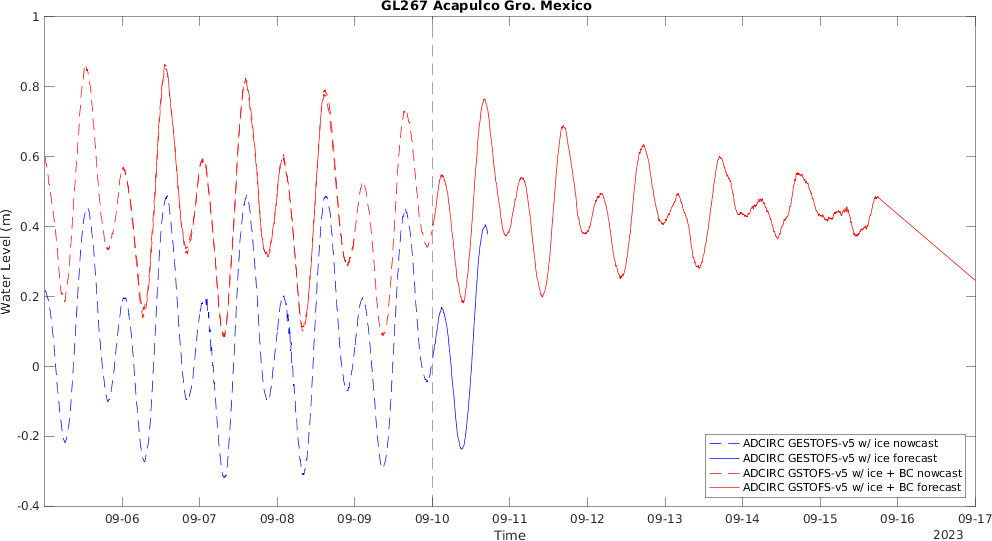 GL267 Acapulco Gro. Mexico
1
0.8
0.6
0.4
0.2
0
-0.2
-0.4
Water Level (m)
ADCIRC GESTOFS-v5 w/ ice nowcast
ADCIRC GESTOFS-v5 w/ ice forecast
ADCIRC GSTOFS-v5 w/ ice + BC nowcast
ADCIRC GSTOFS-v5 w/ ice + BC forecast
09-06 09-07 09-08 09-09 09-10 09-11 09-12 09-13 09-14 09-15 09-16 09-17
Time
2023